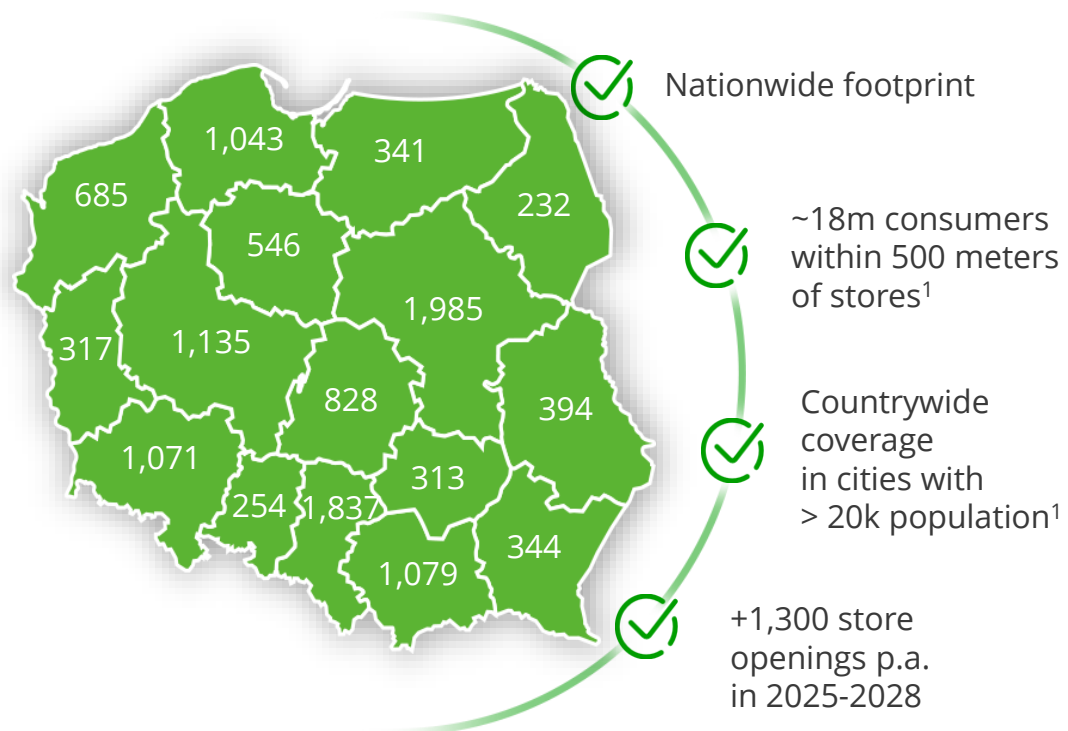 1,043
341
685
232
546
1,985
317
1,135
828
394
1,071
313
254
1,837
344
1,079
Nationwide footprint
~18m consumers
within 500 meters
of stores¹
Countrywide
coverage
in cities with
> 20k population¹
+1,300 store
openings p.a.
in 2025-2028